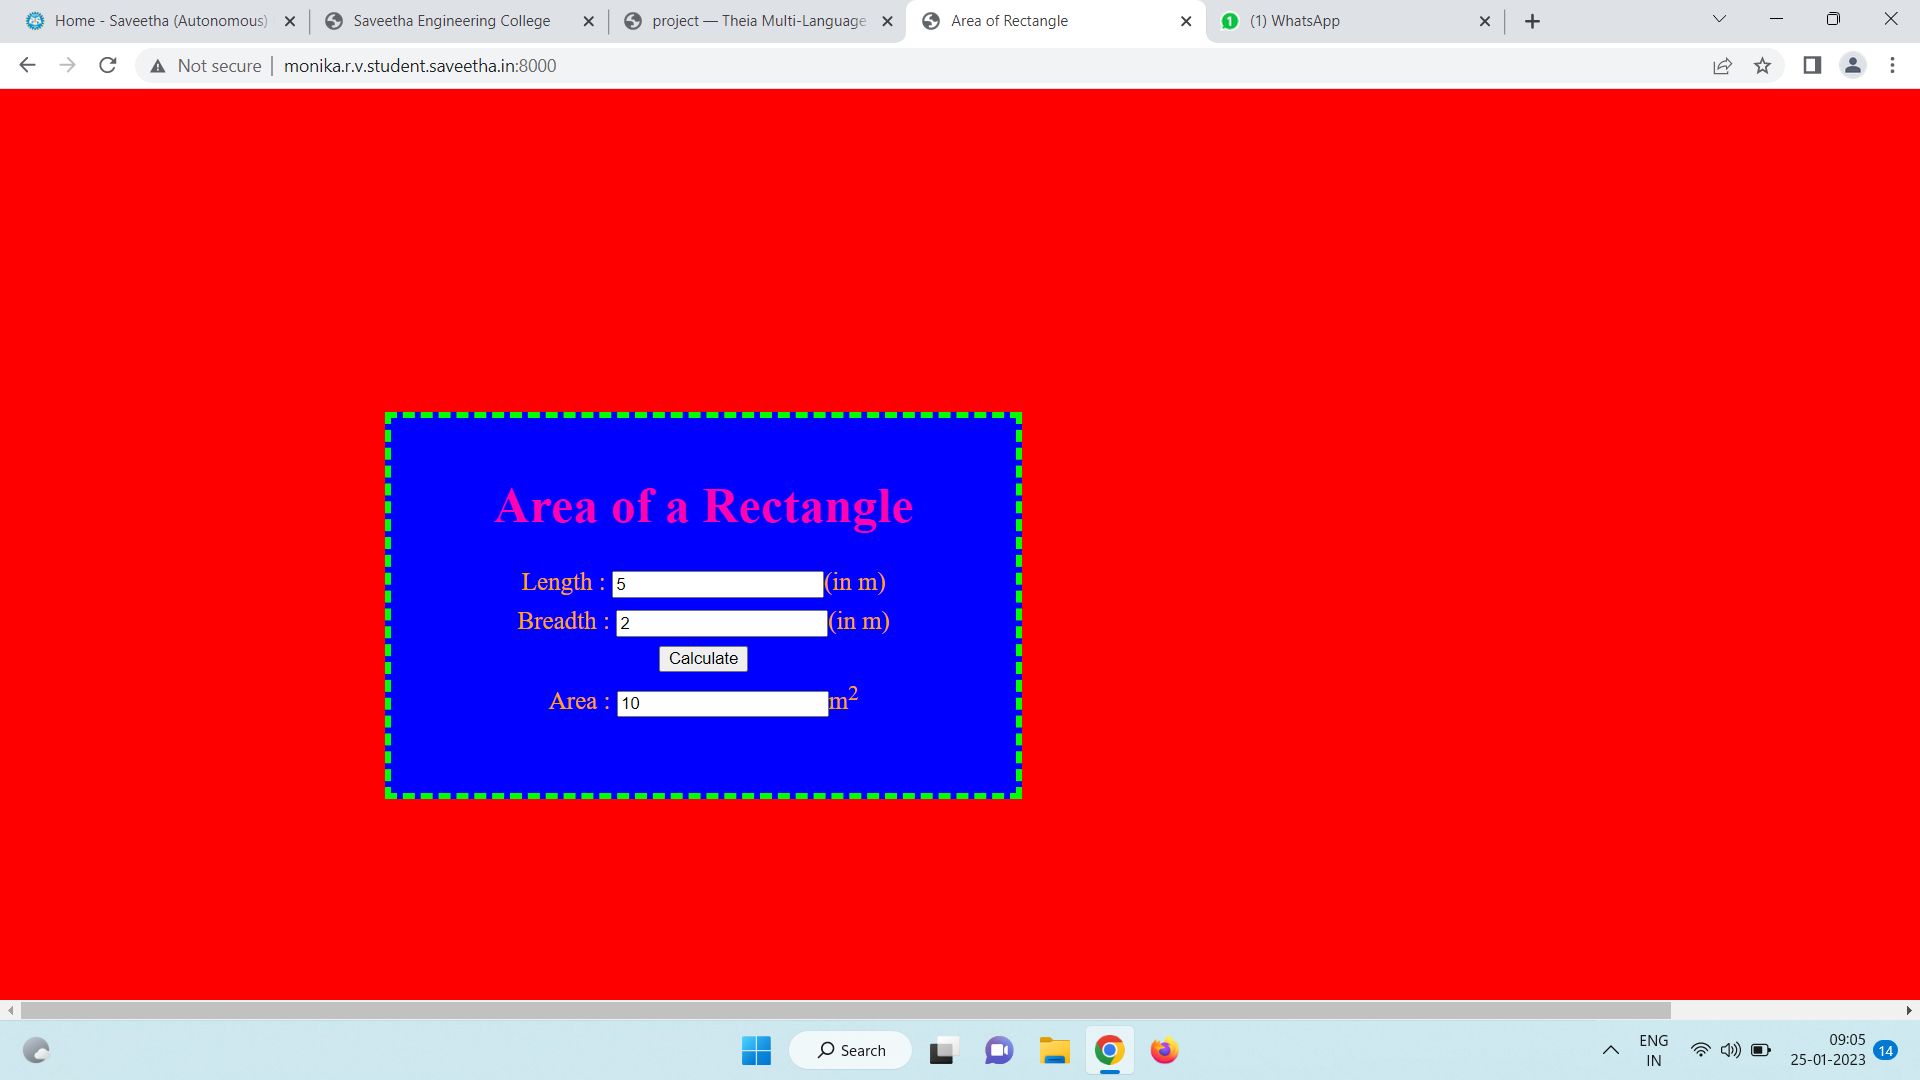 Home - Saveetha (Autonomous)
Saveetha Engineering College
project — Theia Multi-Language
Area of Rectangle
1
(1) WhatsApp
Not secure
monika.r.v.student.saveetha.in:8000
Area of a Rectangle
Length : 5 (in m)
Breadth : 2 (in m)
Calculate
Area : 10 m²
Search
ENG
IN
09:05
25-01-2023
14